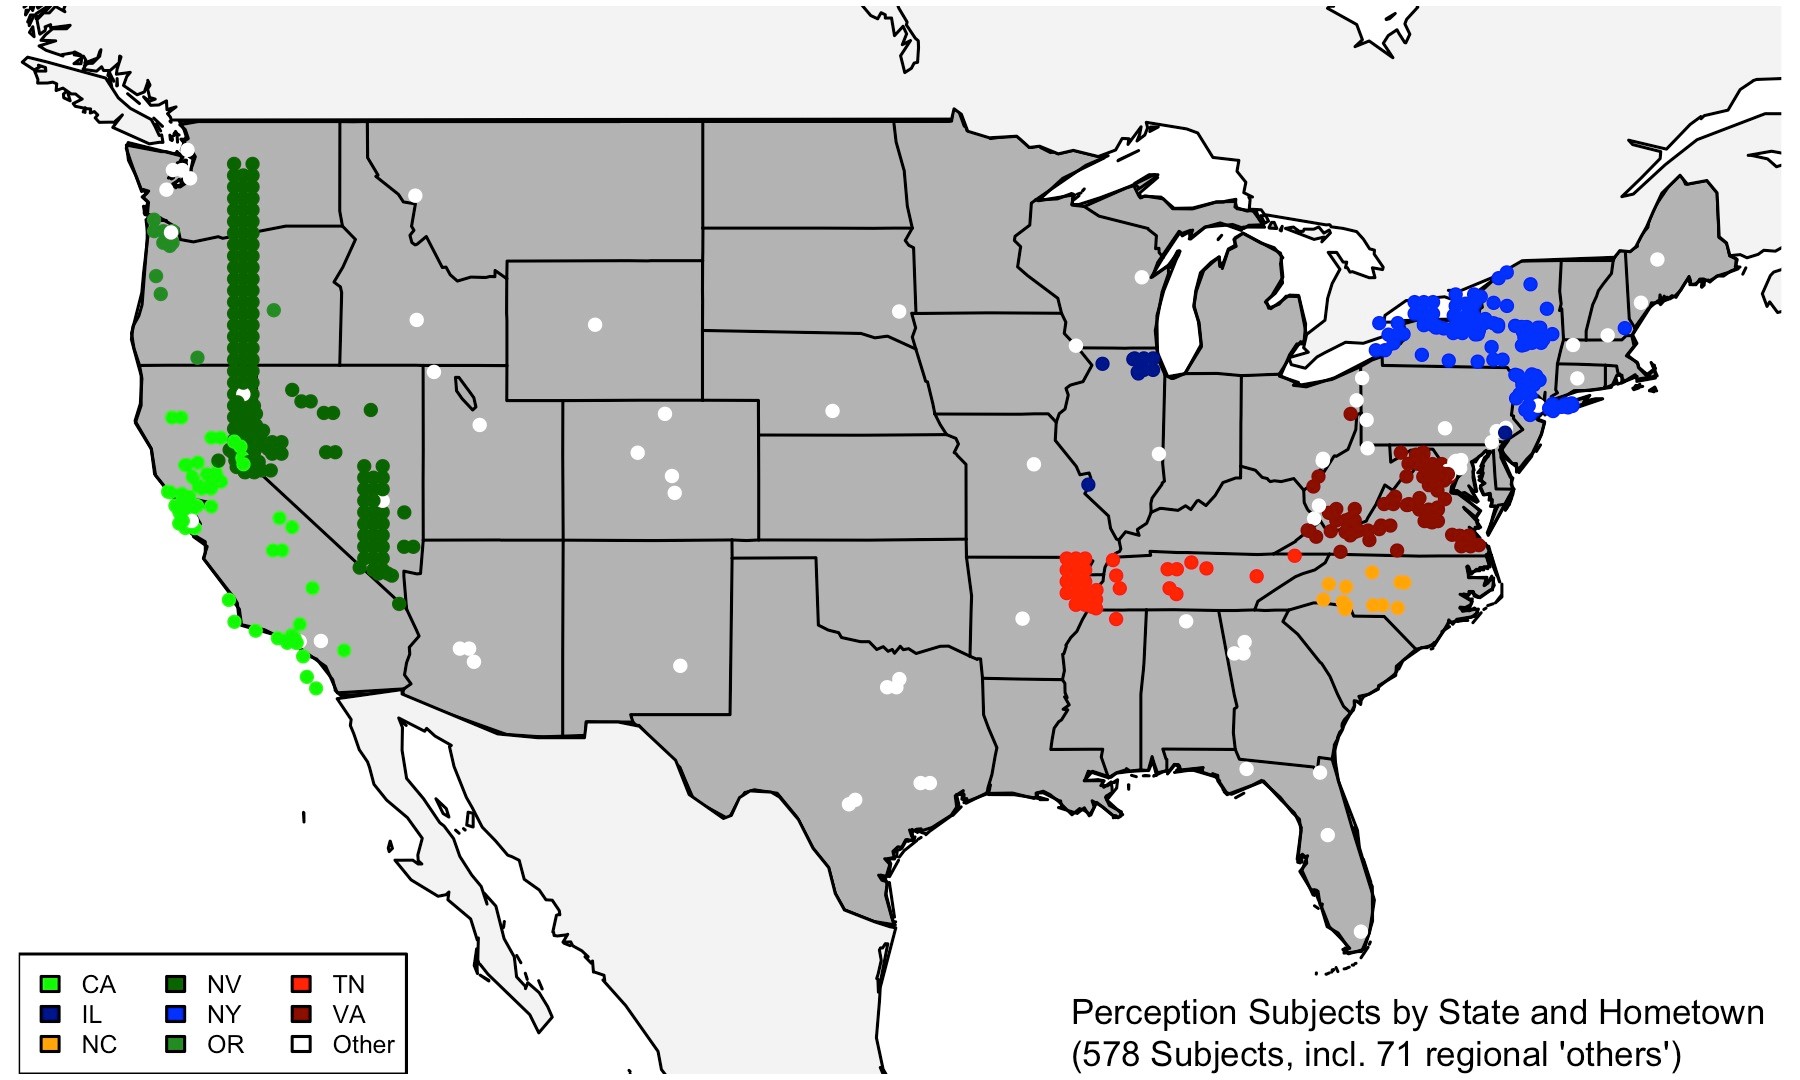 CA NV TN
IL NY VA
NC OR Other
Perception Subjects by State and Hometown
(578 Subjects, incl. 71 regional 'others')